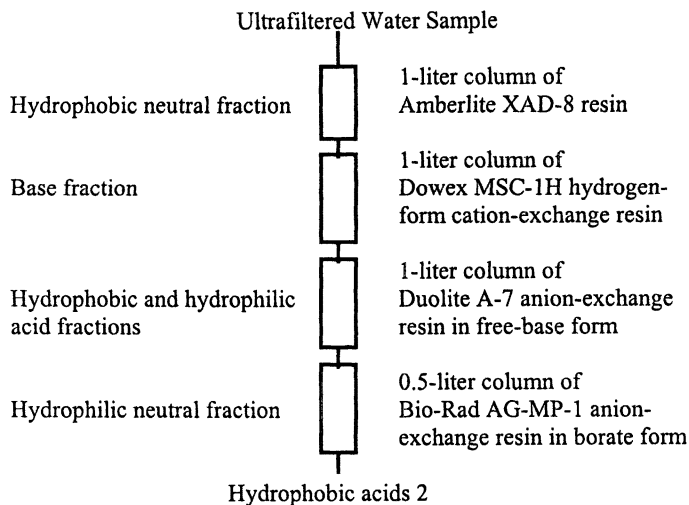 Ultrafiltered Water Sample
Hydrophobic neutral fraction
1-liter column of
Amberlite XAD-8 resin
Base fraction
1-liter column of
Dowex MSC-1H hydrogen-
form cation-exchange resin
Hydrophobic and hydrophilic
acid fractions
1-liter column of
Duolite A-7 anion-exchange
resin in free-base form
Hydrophilic neutral fraction
0.5-liter column of
Bio-Rad AG-MP-1 anion-
exchange resin in borate form
Hydrophobic acids 2